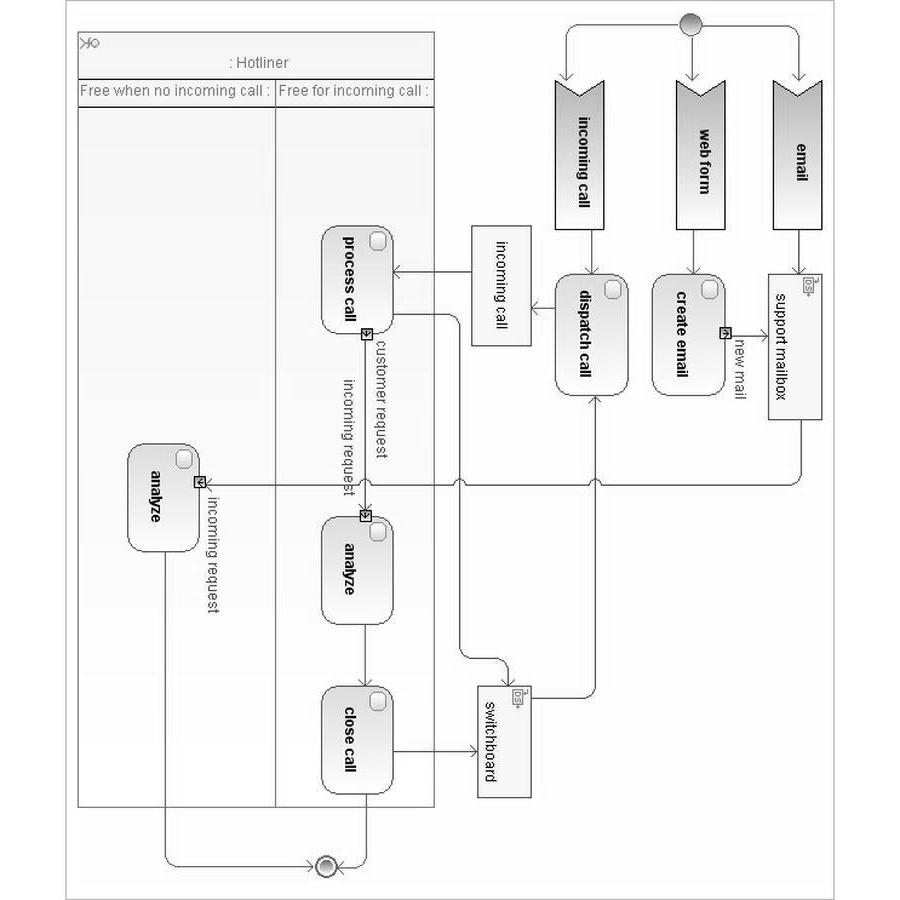 : Hotliner
Free when no incoming call :
Free for incoming call :
incoming call
web form
email
process call
incoming call
dispatch call
create email
support mailbox
DS
new mail
customer request
incoming request
analyze
incoming request
analyze
close call
switchboard
DS